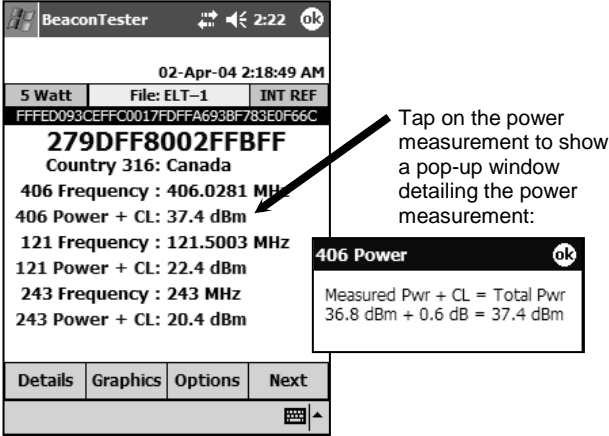 BeaconTester 2:22 ok
02-Apr-04 2:18:49 AM
5 Watt File: ELT–1 INT REF
FFFED093CEFFC0017FDFFA693BF783E0F66C
279DFF8002FFBFF
Country 316: Canada
406 Frequency : 406.0281 MHz
406 Power + CL: 37.4 dBm
121 Frequency : 121.5003 MHz
121 Power + CL: 22.4 dBm
243 Frequency : 243 MHz
243 Power + CL: 20.4 dBm
Details Graphics Options Next
Tap on the power
measurement to show
a pop-up window
detailing the power
measurement:
406 Power ok
Measured Pwr + CL = Total Pwr
36.8 dBm + 0.6 dB = 37.4 dBm